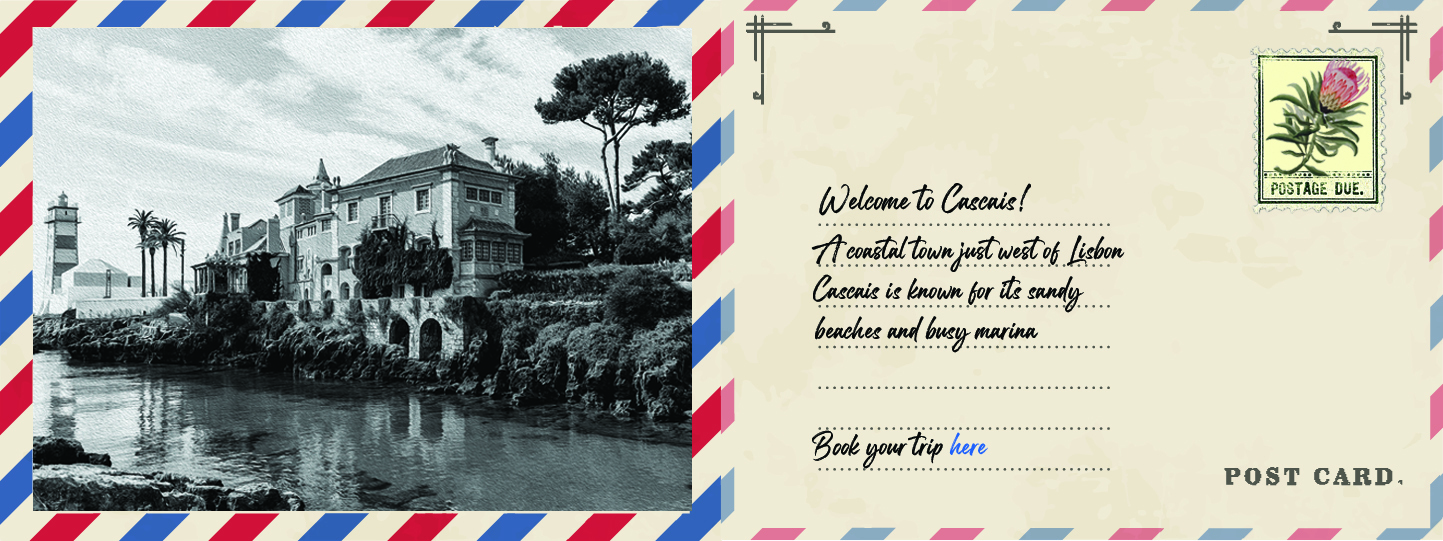 POSTAGE DUE.
Welcome to Cascais!
A coastal town just west of Lisbon
Cascais is known for its sandy
beaches and busy marina
Book your trip here
POST CARD.